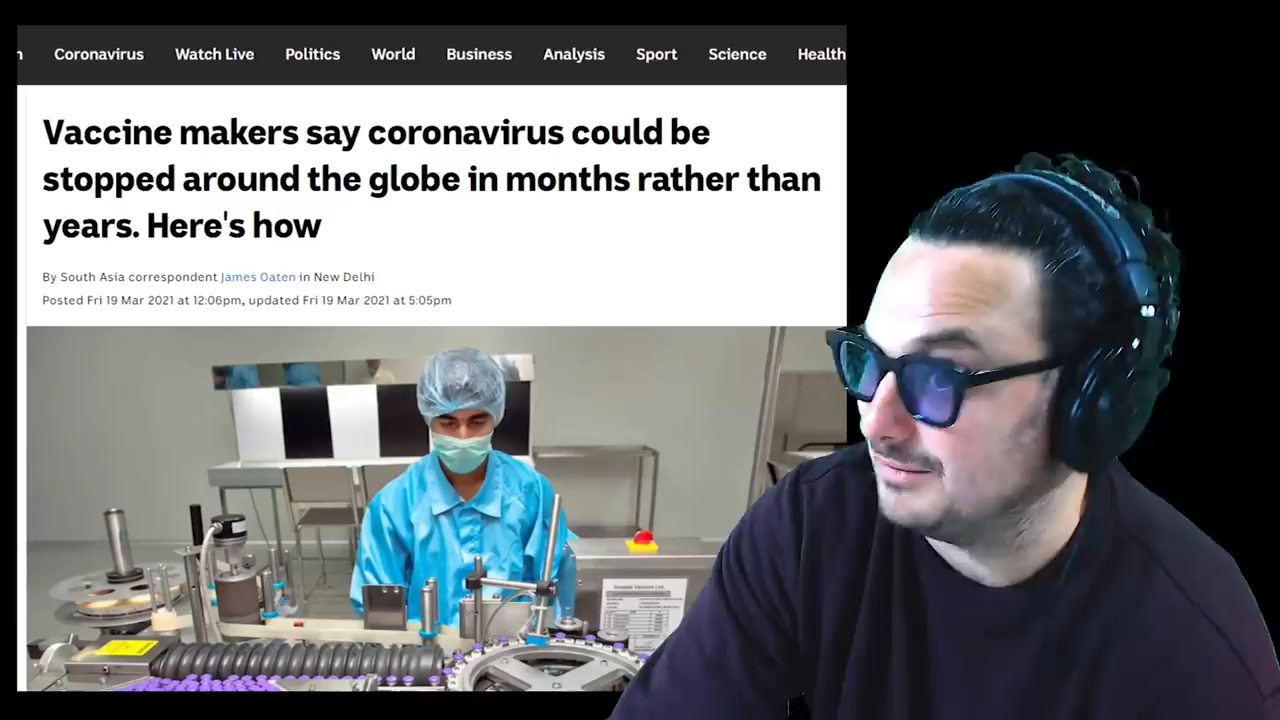 Coronavirus Watch Live Politics World Business Analysis Sport Science Health
Vaccine makers say coronavirus could be
stopped around the globe in months rather than
years. Here's how
By South Asia correspondent James Oaten in New Delhi
Posted Fri 19 Mar 2021 at 12:06pm, updated Fri 19 Mar 2021 at 5:05pm